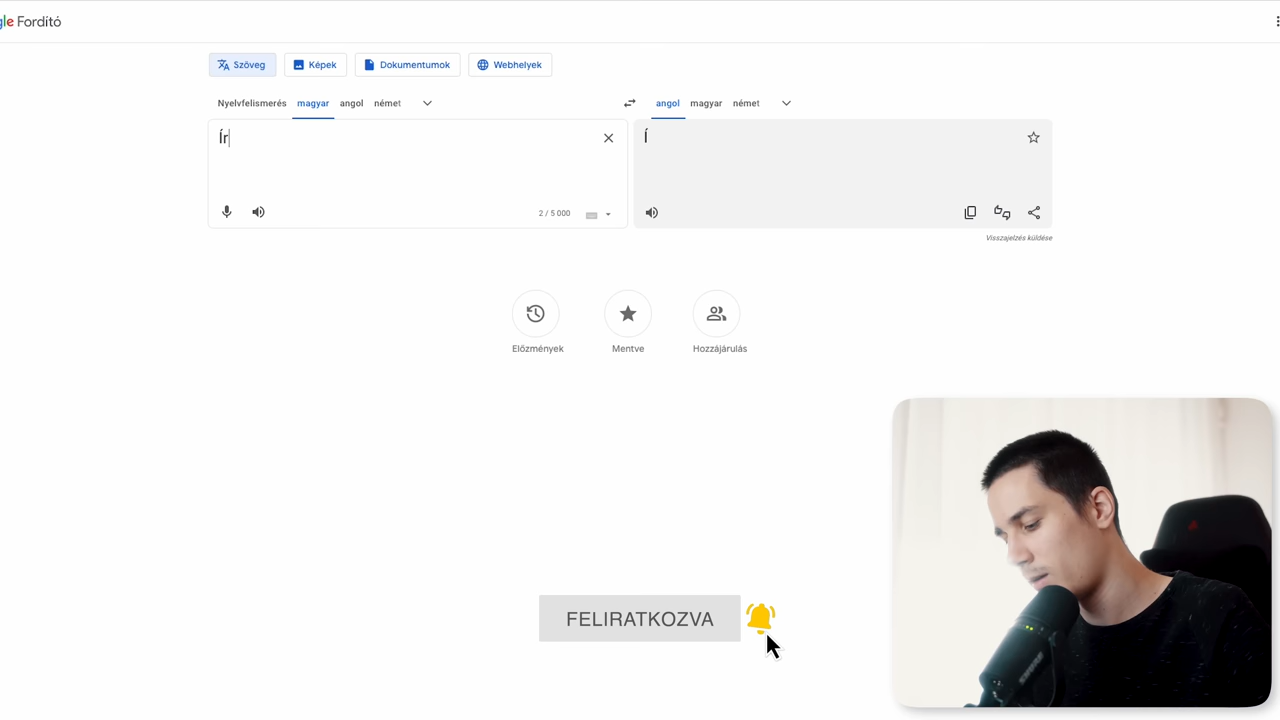 gle Fordító
Szöveg Képek Dokumentumok Webhelyek
Nyelvfelismerés magyar angol német
angol magyar német
Ír
Í
2 / 5 000
Visszajelzés küldése
Előzmények Mentve Hozzájárulás
FELIRATKOZVA
SHURE